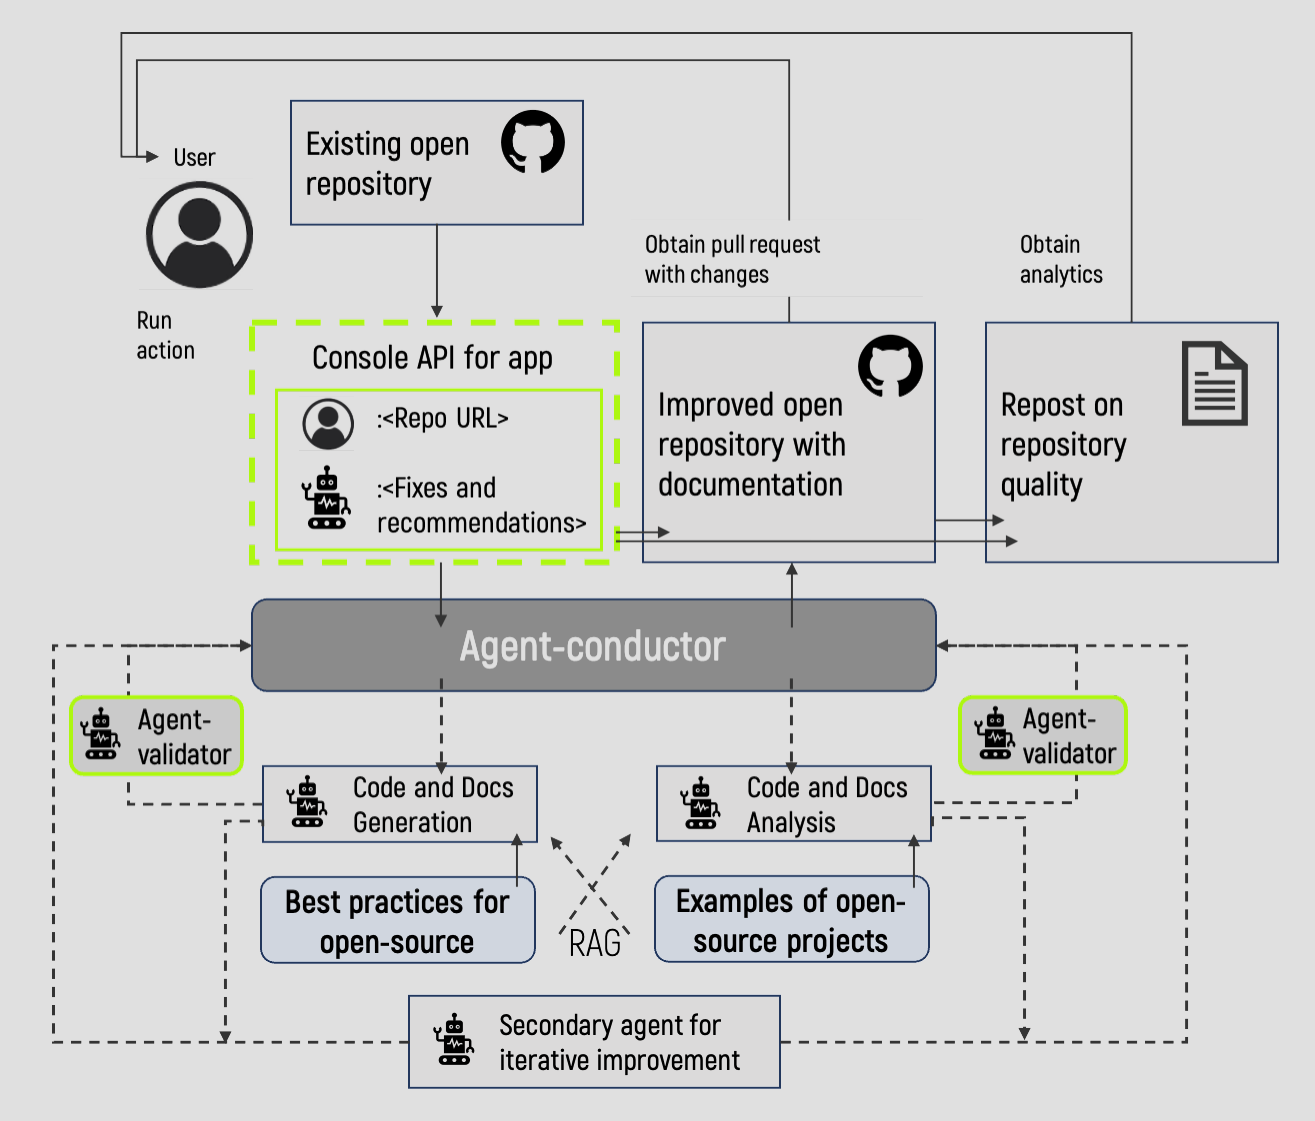 User
Existing open
repository
Obtain pull request
with changes
Obtain
analytics
Run
action
Console API for app
:<Repo URL>
:<Fixes and
recommendations>
Improved open
repository with
documentation
Repost on
repository
quality
Agent-conductor
Agent-
validator
Agent-
validator
Code and Docs
Generation
Code and Docs
Analysis
Best practices for
open-source
RAG
Examples of open-
source projects
Secondary agent for
iterative improvement